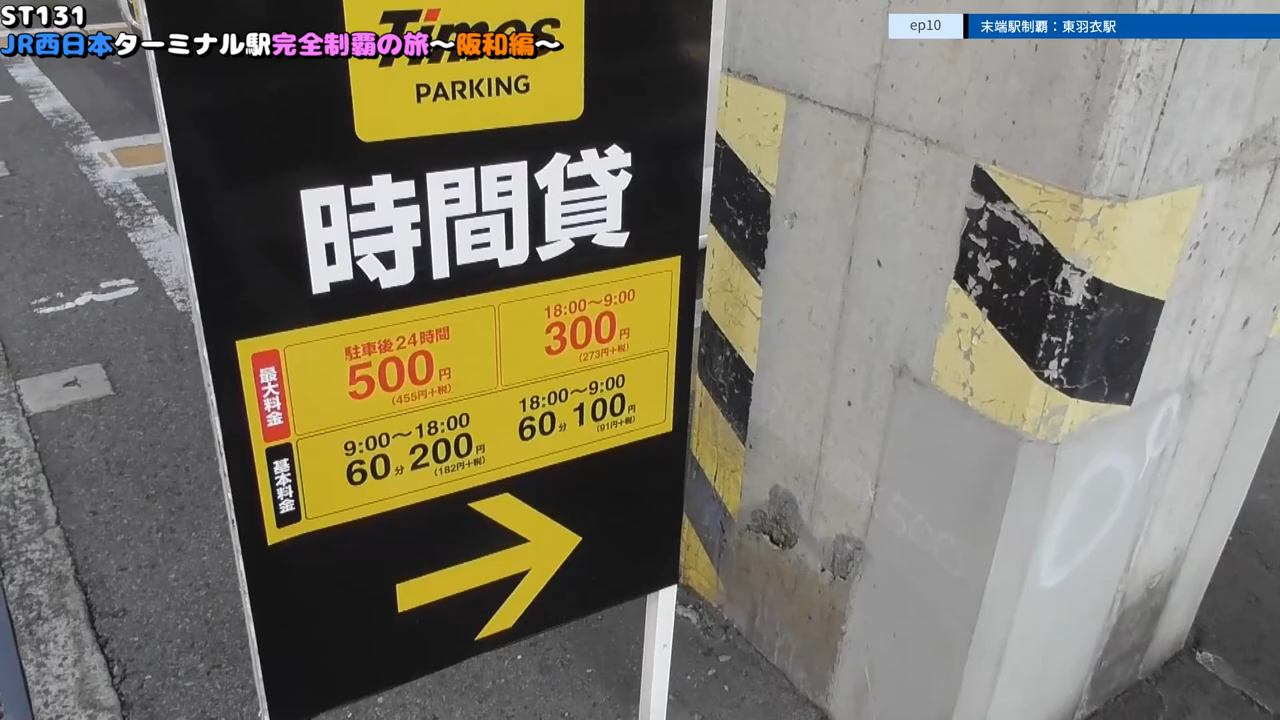 ST131
JR西日本ターミナル駅完全制覇の旅～阪和編～
ep10
末端駅制覇：東羽衣駅
Times
PARKING
時間貸
最大料金
駐車後24時間
500円
(455円+税)
18:00～9:00
300円
(273円+税)
基本料金
9:00～18:00
60分200円
(182円+税)
18:00～9:00
60分100円
(91円+税)